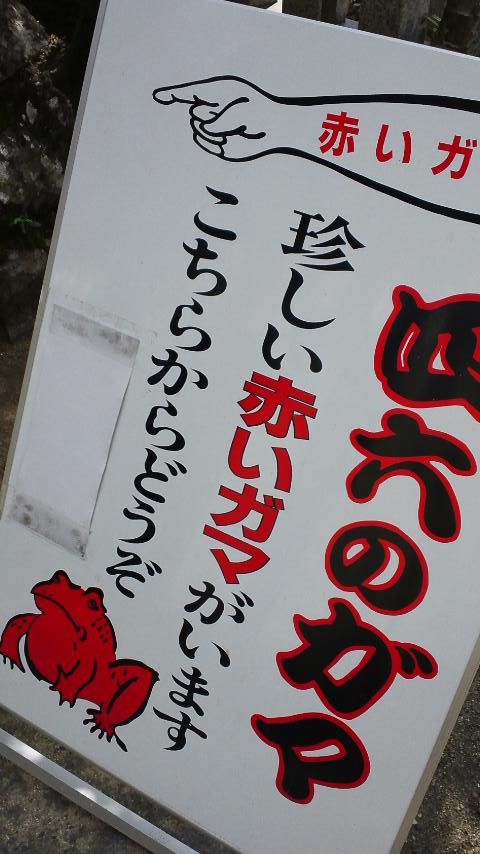 赤いガ
四六のガマ
珍しい赤いガマがいます
こちらからどうぞ